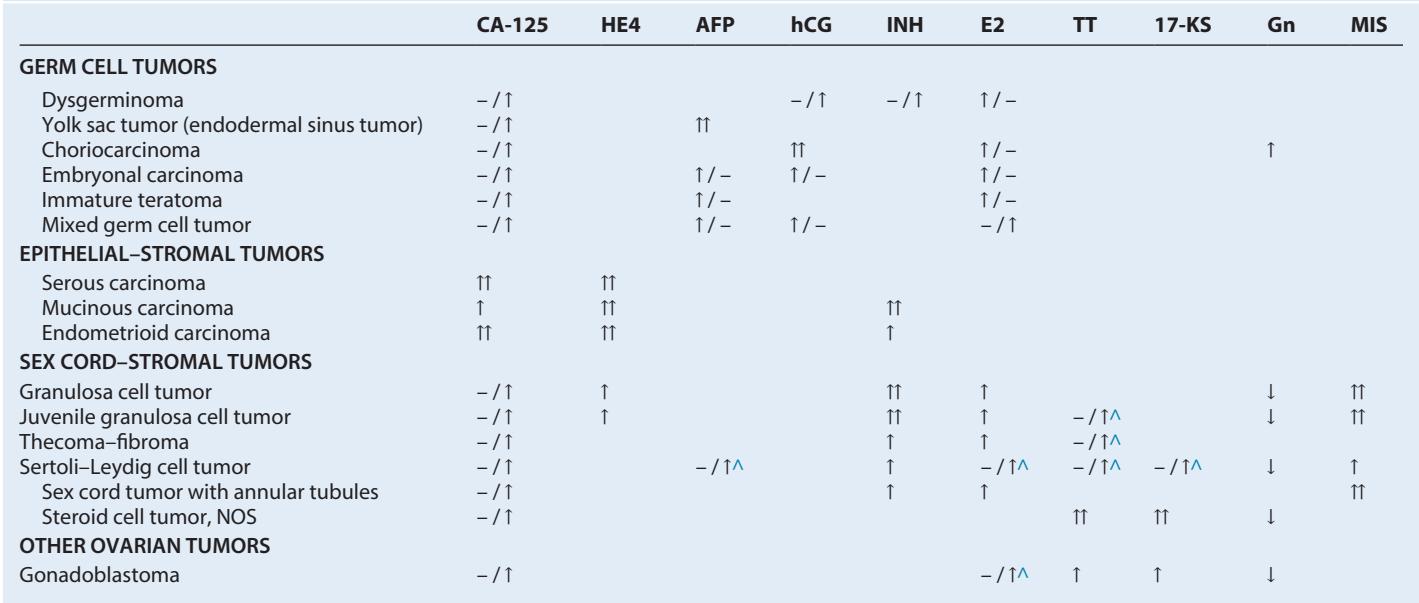 CA-125 HE4 AFP hCG INH E2 TT 17-KS Gn MIS
GERM CELL TUMORS
Dysgerminoma – / ↑ – / ↑ – / ↑ ↑ / –
Yolk sac tumor (endodermal sinus tumor) – / ↑ ⇈
Choriocarcinoma – / ↑ ⇈ ↑ / – ↑
Embryonal carcinoma – / ↑ ↑ / – ↑ / – ↑ / –
Immature teratoma – / ↑ ↑ / – ↑ / –
Mixed germ cell tumor – / ↑ ↑ / – ↑ / – – / ↑
EPITHELIAL–STROMAL TUMORS
Serous carcinoma ⇈ ⇈
Mucinous carcinoma ↑ ⇈ ⇈
Endometrioid carcinoma ⇈ ⇈ ↑
SEX CORD–STROMAL TUMORS
Granulosa cell tumor – / ↑ ↑ ⇈ ↑ ↓ ⇈
Juvenile granulosa cell tumor – / ↑ ↑ ⇈ ↑ – / ↑^ ↓ ⇈
Thecoma–fibroma – / ↑ ↑ ↑ – / ↑^
Sertoli–Leydig cell tumor – / ↑ – / ↑^ ↑ – / ↑^ – / ↑^ – / ↑^ ↓ ↑
Sex cord tumor with annular tubules – / ↑ ↑ ↑ ⇈
Steroid cell tumor, NOS – / ↑ ⇈ ⇈ ↓
OTHER OVARIAN TUMORS
Gonadoblastoma – / ↑ – / ↑^ ↑ ↑ ↓